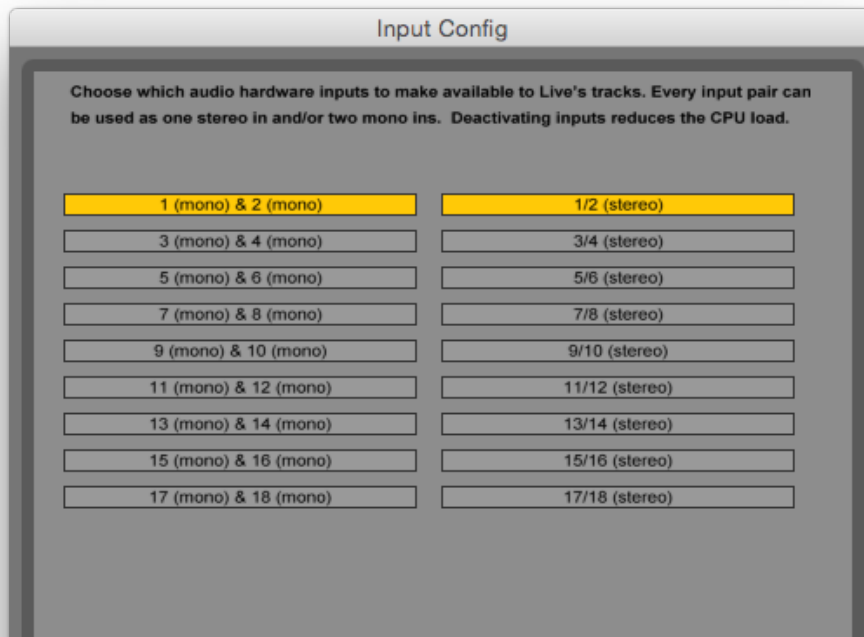 Input Config
Choose which audio hardware inputs to make available to Live's tracks. Every input pair can
be used as one stereo in and/or two mono ins.  Deactivating inputs reduces the CPU load.
1 (mono) & 2 (mono)
1/2 (stereo)
3 (mono) & 4 (mono)
3/4 (stereo)
5 (mono) & 6 (mono)
5/6 (stereo)
7 (mono) & 8 (mono)
7/8 (stereo)
9 (mono) & 10 (mono)
9/10 (stereo)
11 (mono) & 12 (mono)
11/12 (stereo)
13 (mono) & 14 (mono)
13/14 (stereo)
15 (mono) & 16 (mono)
15/16 (stereo)
17 (mono) & 18 (mono)
17/18 (stereo)